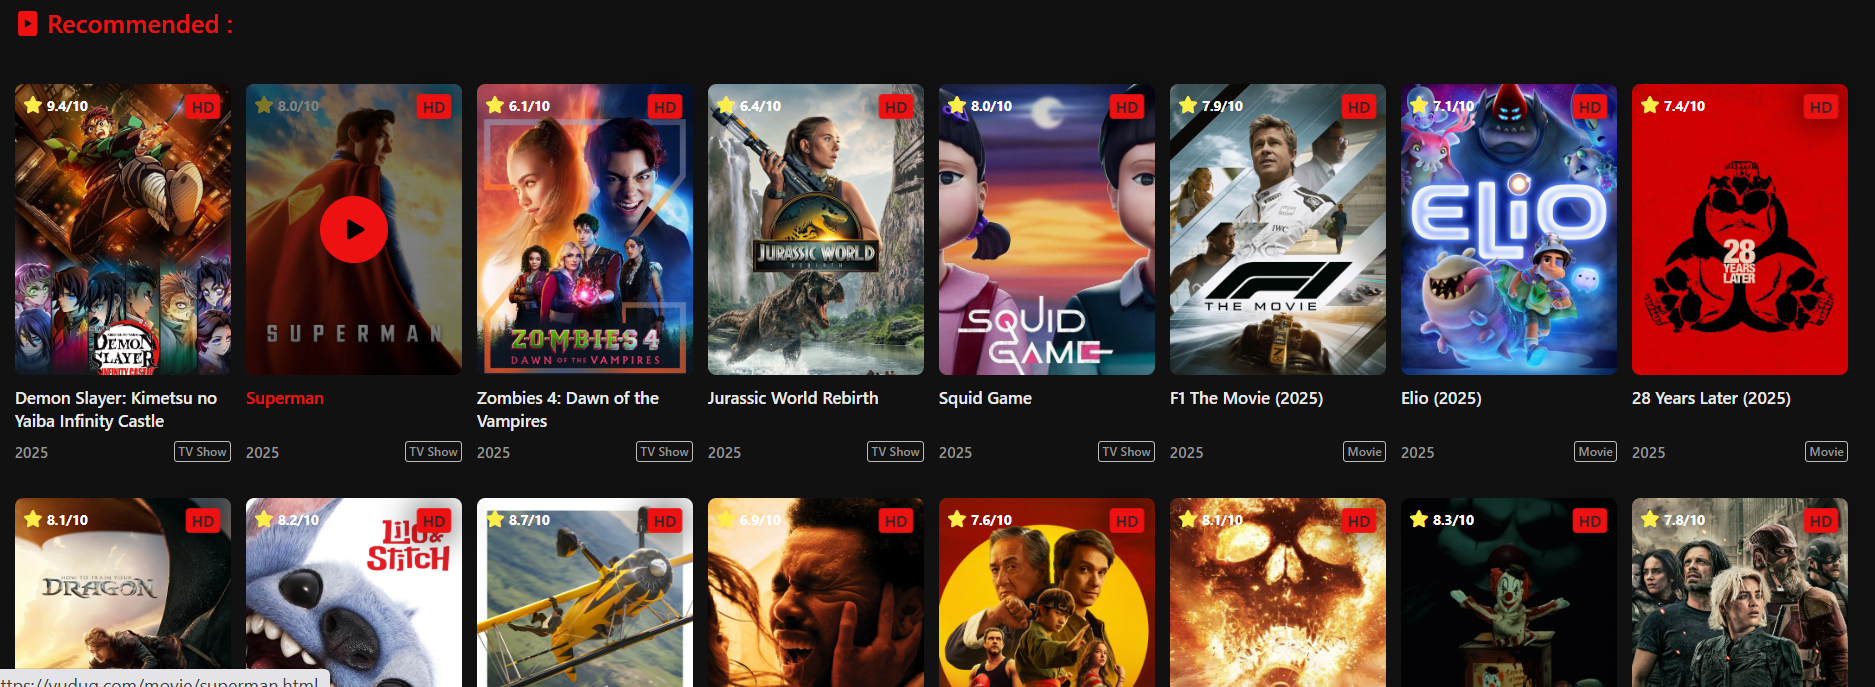 Recommended :
9.4/10 HD
8.0/10 HD
6.1/10 HD
6.4/10 HD
8.0/10 HD
7.9/10 HD
7.1/10 HD
7.4/10 HD
DEMON
SLAYER
INFINITY CASTLE
SUPERMAN
Z-O-M-B-I-E-S 4
DAWN OF THE VAMPIRES
JURASSIC WORLD
REBIRTH
SQUID
GAME
IWC
F1
THE MOVIE
ELIO
28
YEARS
LATER
Demon Slayer: Kimetsu no
Yaiba Infinity Castle
2025 TV Show
Superman
2025 TV Show
Zombies 4: Dawn of the
Vampires
2025 TV Show
Jurassic World Rebirth
2025 TV Show
Squid Game
2025 TV Show
F1 The Movie (2025)
2025 Movie
Elio (2025)
2025 Movie
28 Years Later (2025)
2025 Movie
8.1/10 HD
8.2/10 HD
8.7/10 HD
6.9/10 HD
7.6/10 HD
8.1/10 HD
8.3/10 HD
7.8/10 HD
HOW TO TRAIN YOUR
DRAGON
Lilo &
STITCH
ttps://yudug.com/movie/superman.html